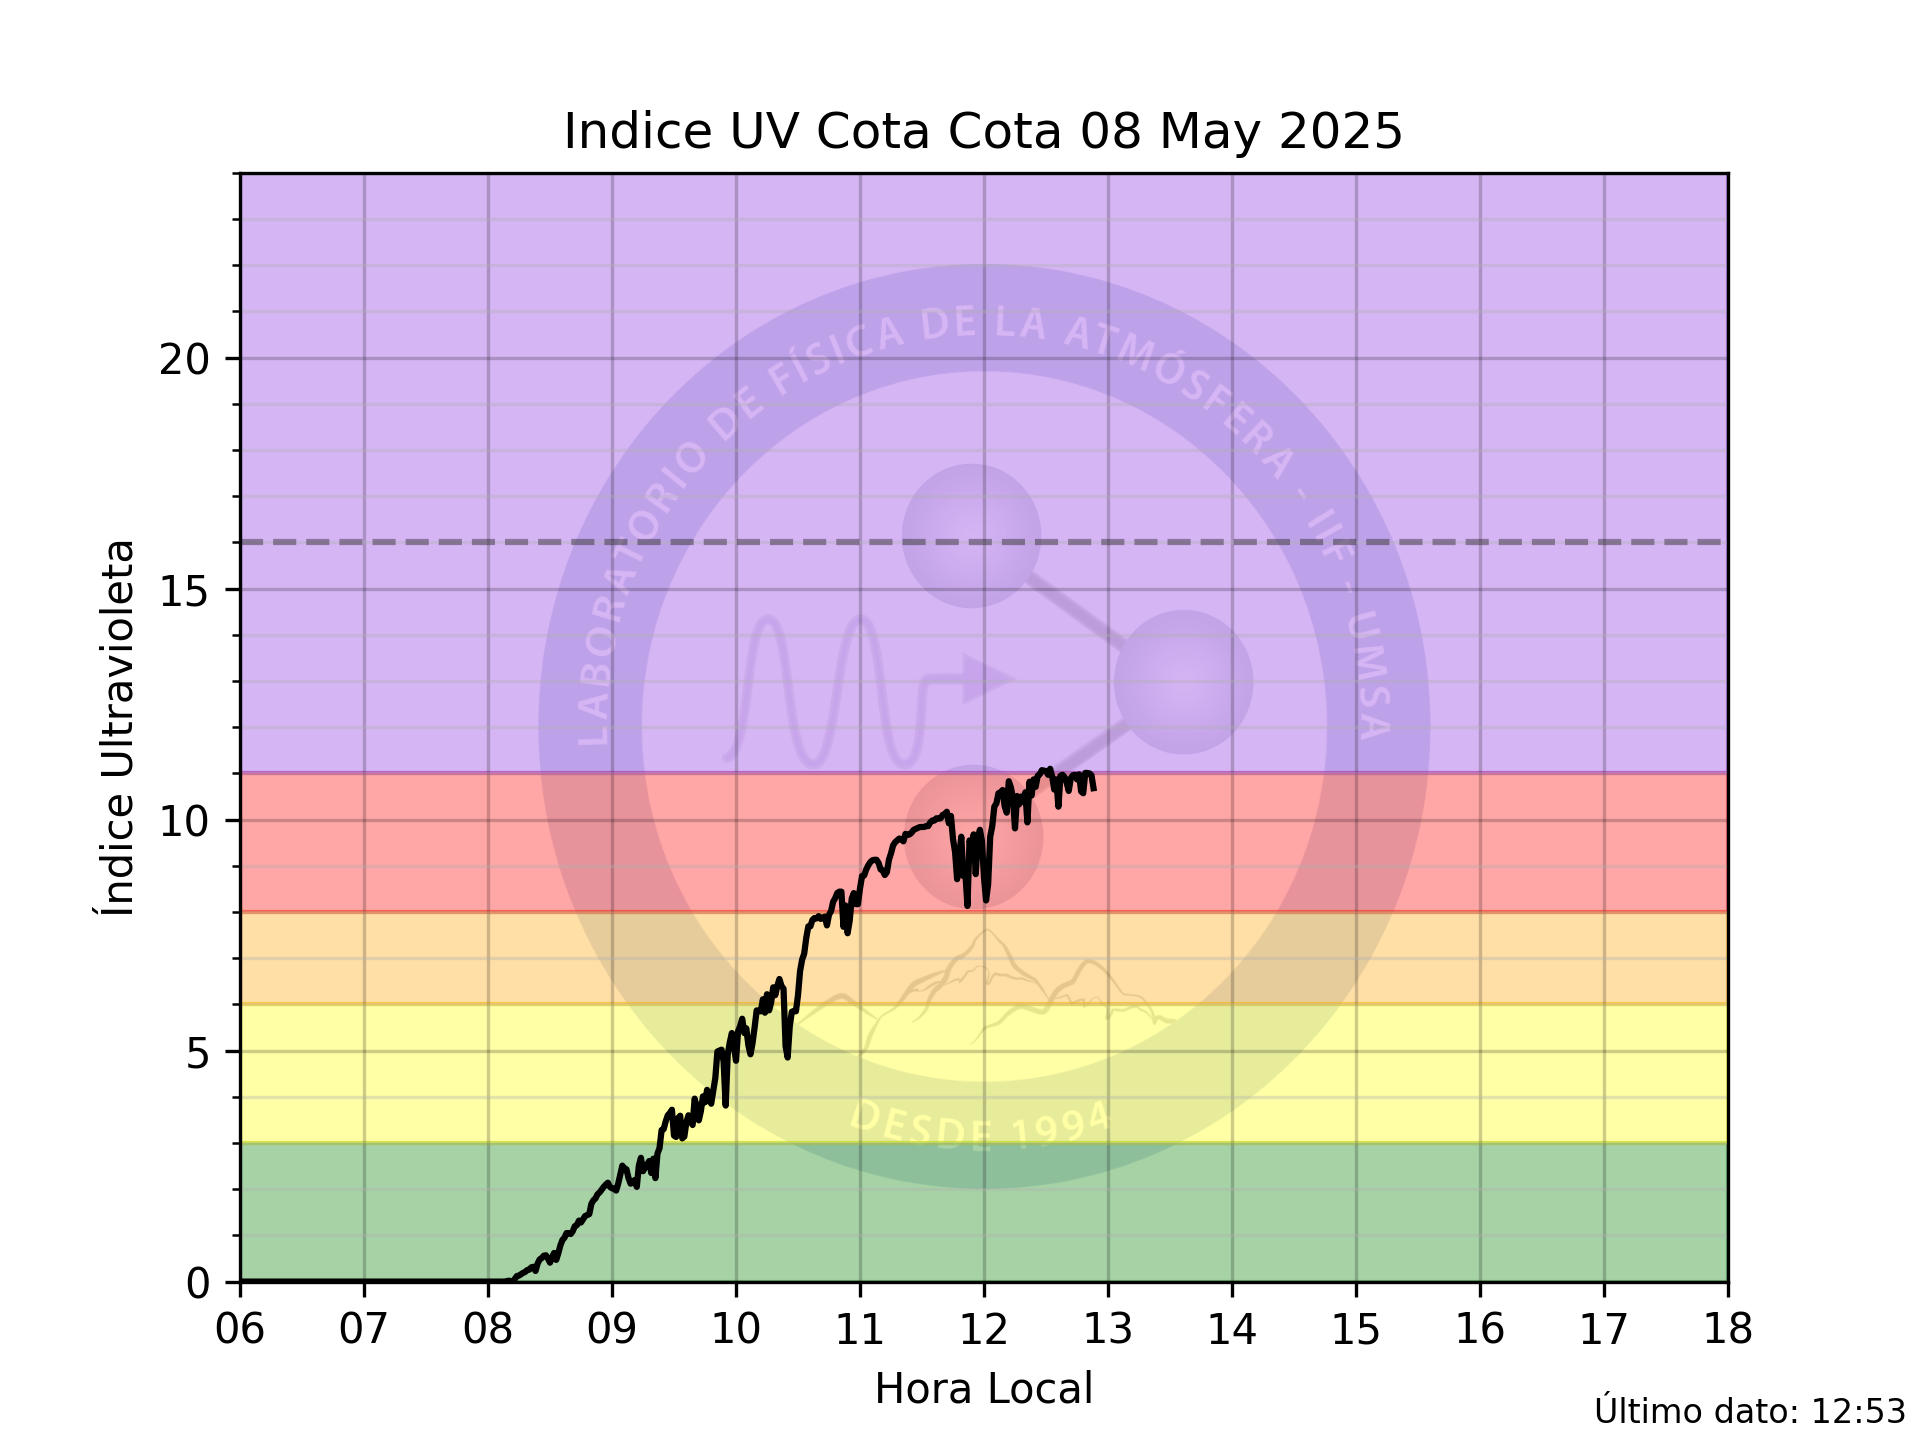 Indice UV Cota Cota 08 May 2025
Índice Ultravioleta
20
15
10
5
0
06 07 08 09 10 11 12 13 14 15 16 17 18
Hora Local
Último dato: 12:53
LABORATORIO DE FÍSICA DE LA ATMÓSFERA - IIF - UMSA
DESDE 1994